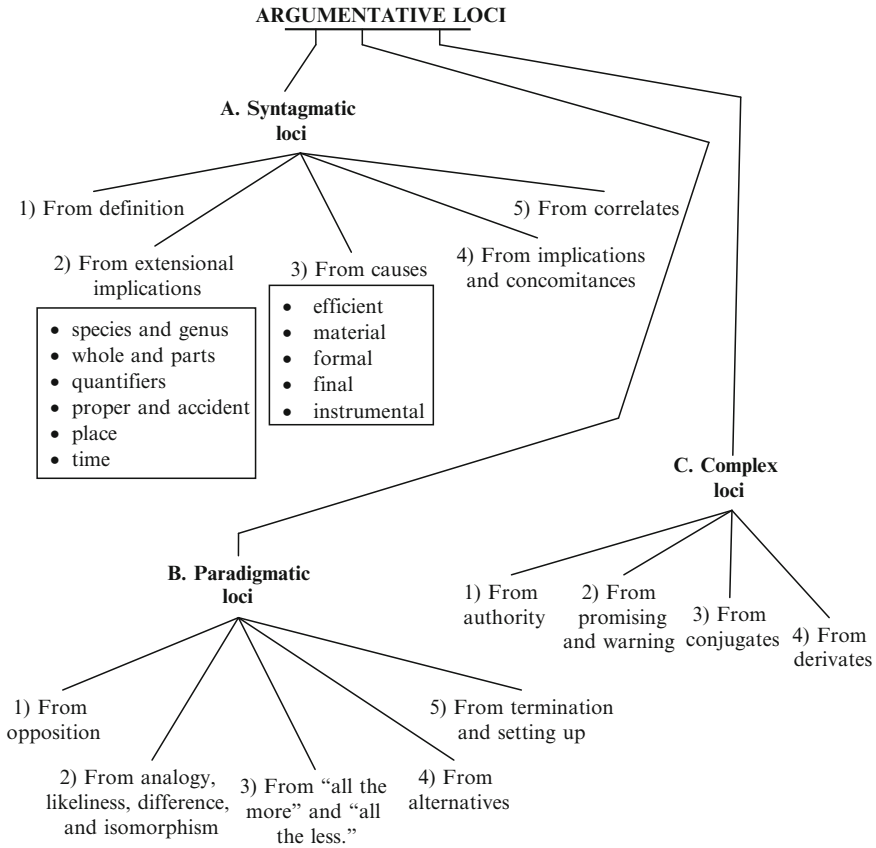 ARGUMENTATIVE LOCI
A. Syntagmatic
loci
1) From definition
2) From extensional
implications
• species and genus
• whole and parts
• quantifiers
• proper and accident
• place
• time
3) From causes
• efficient
• material
• formal
• final
• instrumental
4) From implications
and concomitances
5) From correlates
B. Paradigmatic
loci
1) From
opposition
2) From analogy,
likeliness, difference,
and isomorphism
3) From “all the
more” and “all
the less.”
4) From
alternatives
5) From termination
and setting up
C. Complex
loci
1) From
authority
2) From
promising
and warning
3) From
conjugates
4) From
derivates